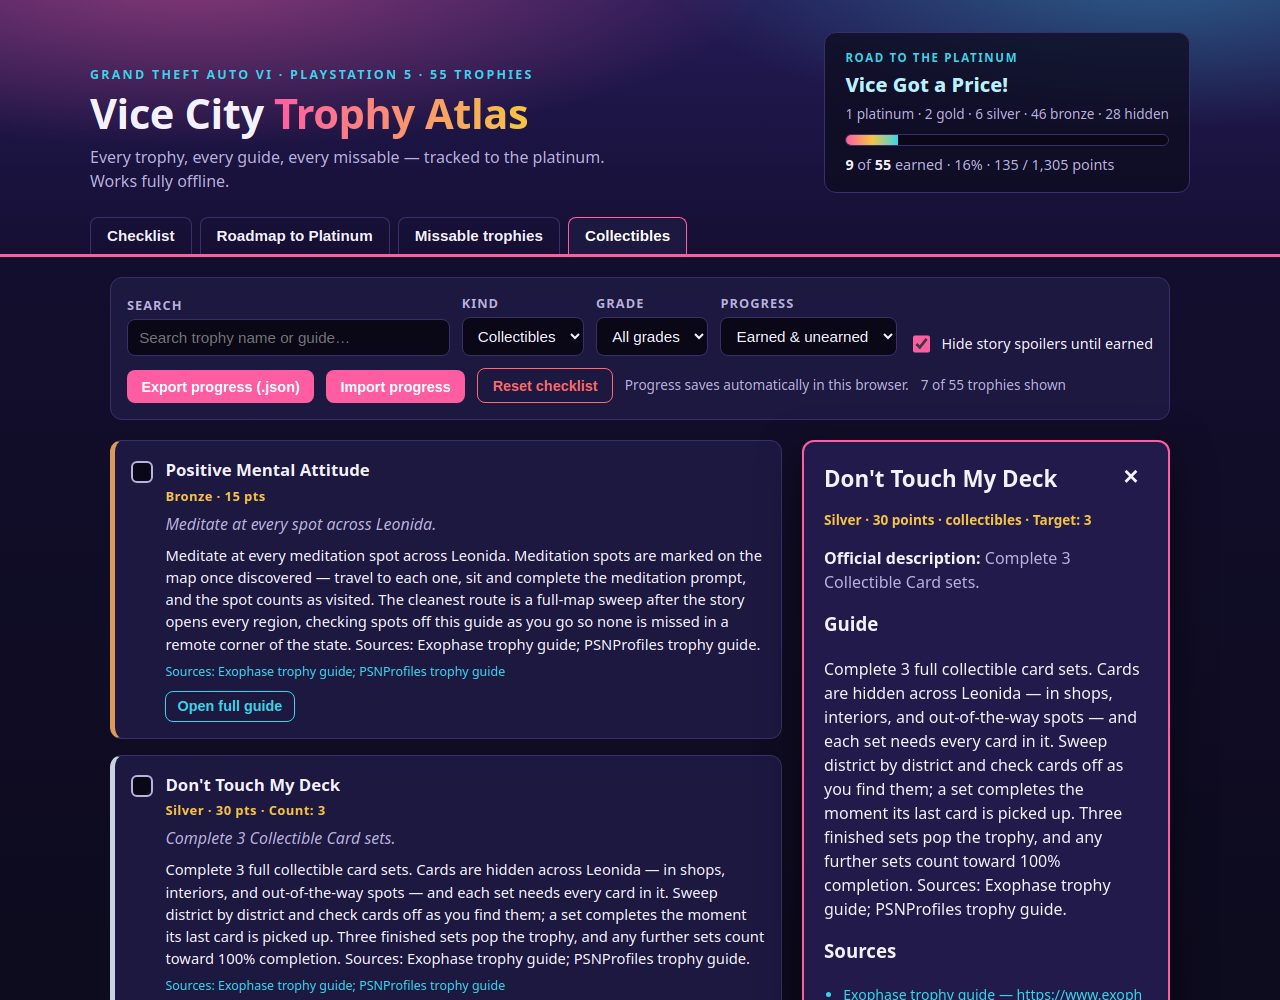 GRAND THEFT AUTO VI · PLAYSTATION 5 · 55 TROPHIES
Vice City Trophy Atlas
Every trophy, every guide, every missable — tracked to the platinum.
Works fully offline.
ROAD TO THE PLATINUM
Vice Got a Price!
1 platinum · 2 gold · 6 silver · 46 bronze · 28 hidden
9 of 55 earned · 16% · 135 / 1,305 points
Checklist
Roadmap to Platinum
Missable trophies
Collectibles
SEARCH
Search trophy name or guide…
KIND
Collectibles
GRADE
All grades
PROGRESS
Earned & unearned
Hide story spoilers until earned
Export progress (.json)
Import progress
Reset checklist
Progress saves automatically in this browser.
7 of 55 trophies shown
Positive Mental Attitude
Bronze · 15 pts
Meditate at every spot across Leonida.
Meditate at every meditation spot across Leonida. Meditation spots are marked on the
map once discovered — travel to each one, sit and complete the meditation prompt,
and the spot counts as visited. The cleanest route is a full-map sweep after the story
opens every region, checking spots off this guide as you go so none is missed in a
remote corner of the state. Sources: Exophase trophy guide; PSNProfiles trophy guide.
Sources: Exophase trophy guide; PSNProfiles trophy guide
Open full guide
Don't Touch My Deck
Silver · 30 pts · Count: 3
Complete 3 Collectible Card sets.
Complete 3 full collectible card sets. Cards are hidden across Leonida — in shops,
interiors, and out-of-the-way spots — and each set needs every card in it. Sweep
district by district and check cards off as you find them; a set completes the moment
its last card is picked up. Three finished sets pop the trophy, and any further sets count
toward 100% completion. Sources: Exophase trophy guide; PSNProfiles trophy guide.
Sources: Exophase trophy guide; PSNProfiles trophy guide
Don't Touch My Deck
✕
Silver · 30 points · collectibles · Target: 3
Official description: Complete 3
Collectible Card sets.
Guide
Complete 3 full collectible card sets. Cards
are hidden across Leonida — in shops,
interiors, and out-of-the-way spots — and
each set needs every card in it. Sweep
district by district and check cards off as
you find them; a set completes the
moment its last card is picked up. Three
finished sets pop the trophy, and any
further sets count toward 100%
completion. Sources: Exophase trophy
guide; PSNProfiles trophy guide.
Sources
• Exophase trophy guide — https://www.exoph